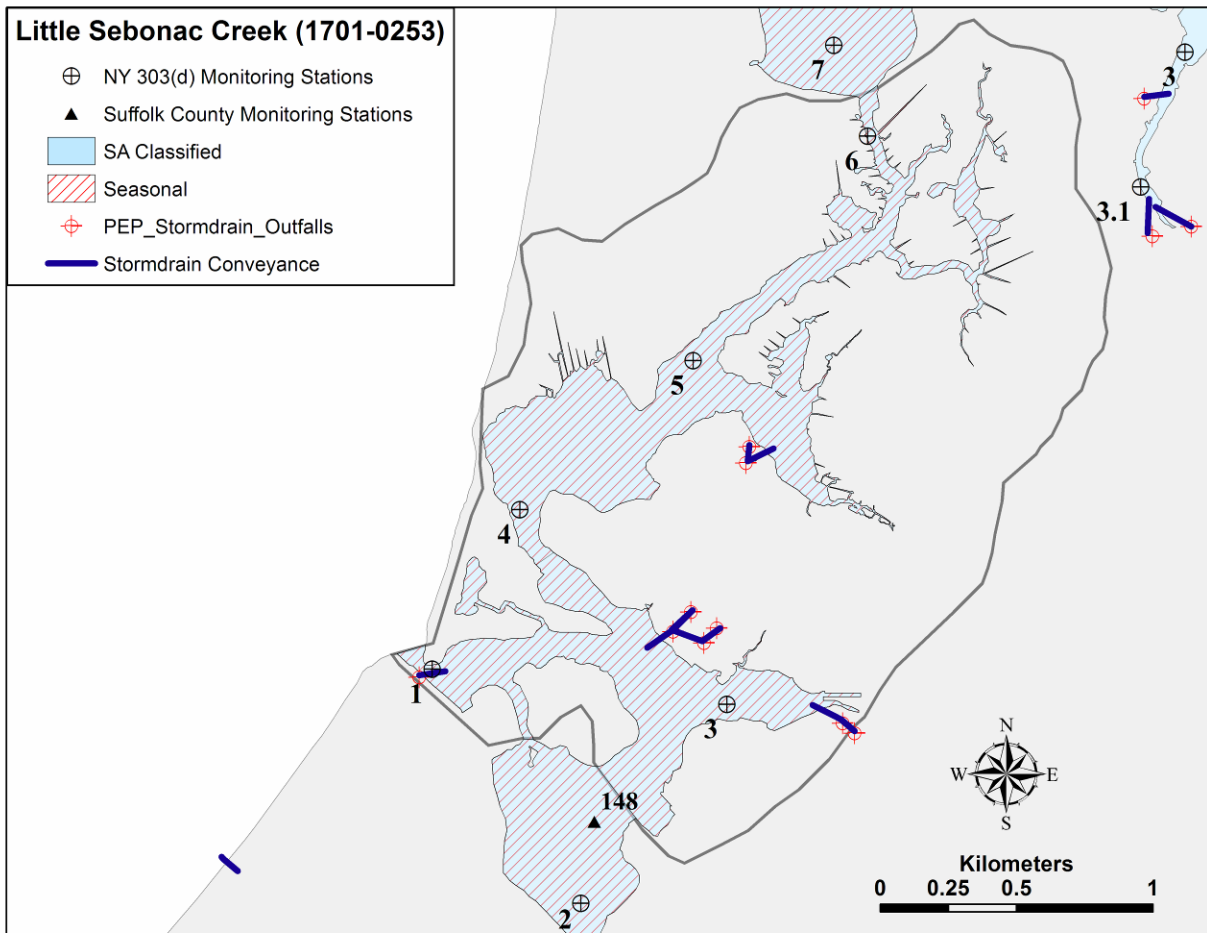 Little Sebonac Creek (1701-0253)
NY 303(d) Monitoring Stations
Suffolk County Monitoring Stations
SA Classified
Seasonal
PEP_Stormdrain_Outfalls
Stormdrain Conveyance
7
3
6
3.1
5
4
1
3
148
2
N
W E
S
Kilometers
0 0.25 0.5 1